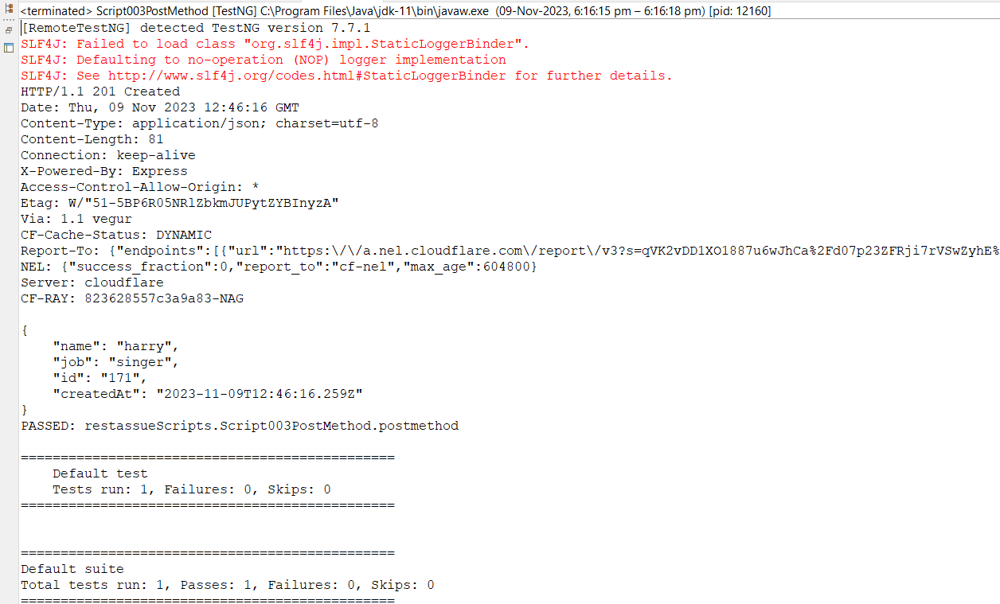 <terminated> Script003PostMethod [TestNG] C:\Program Files\Java\jdk-11\bin\javaw.exe (09-Nov-2023, 6:16:15 pm – 6:16:18 pm) [pid: 12160]
[RemoteTestNG] detected TestNG version 7.7.1
SLF4J: Failed to load class "org.slf4j.impl.StaticLoggerBinder".
SLF4J: Defaulting to no-operation (NOP) logger implementation
SLF4J: See http://www.slf4j.org/codes.html#StaticLoggerBinder for further details.
HTTP/1.1 201 Created
Date: Thu, 09 Nov 2023 12:46:16 GMT
Content-Type: application/json; charset=utf-8
Content-Length: 81
Connection: keep-alive
X-Powered-By: Express
Access-Control-Allow-Origin: *
Etag: W/"51-5BP6R05NRlZbkmJUPytZYBInyzA"
Via: 1.1 vegur
CF-Cache-Status: DYNAMIC
Report-To: {"endpoints":[{"url":"https:\/\/a.nel.cloudflare.com\/report\/v3?s=qVK2vDD1XO1887u6wJhCa%2Fd07p23ZFRji7rVSwZyhE%
NEL: {"success_fraction":0,"report_to":"cf-nel","max_age":604800}
Server: cloudflare
CF-RAY: 823628557c3a9a83-NAG
{
    "name": "harry",
    "job": "singer",
    "id": "171",
    "createdAt": "2023-11-09T12:46:16.259Z"
}
PASSED: restassueScripts.Script003PostMethod.postmethod
===============================================
    Default test
    Tests run: 1, Failures: 0, Skips: 0
===============================================
===============================================
Default suite
Total tests run: 1, Passes: 1, Failures: 0, Skips: 0
===============================================